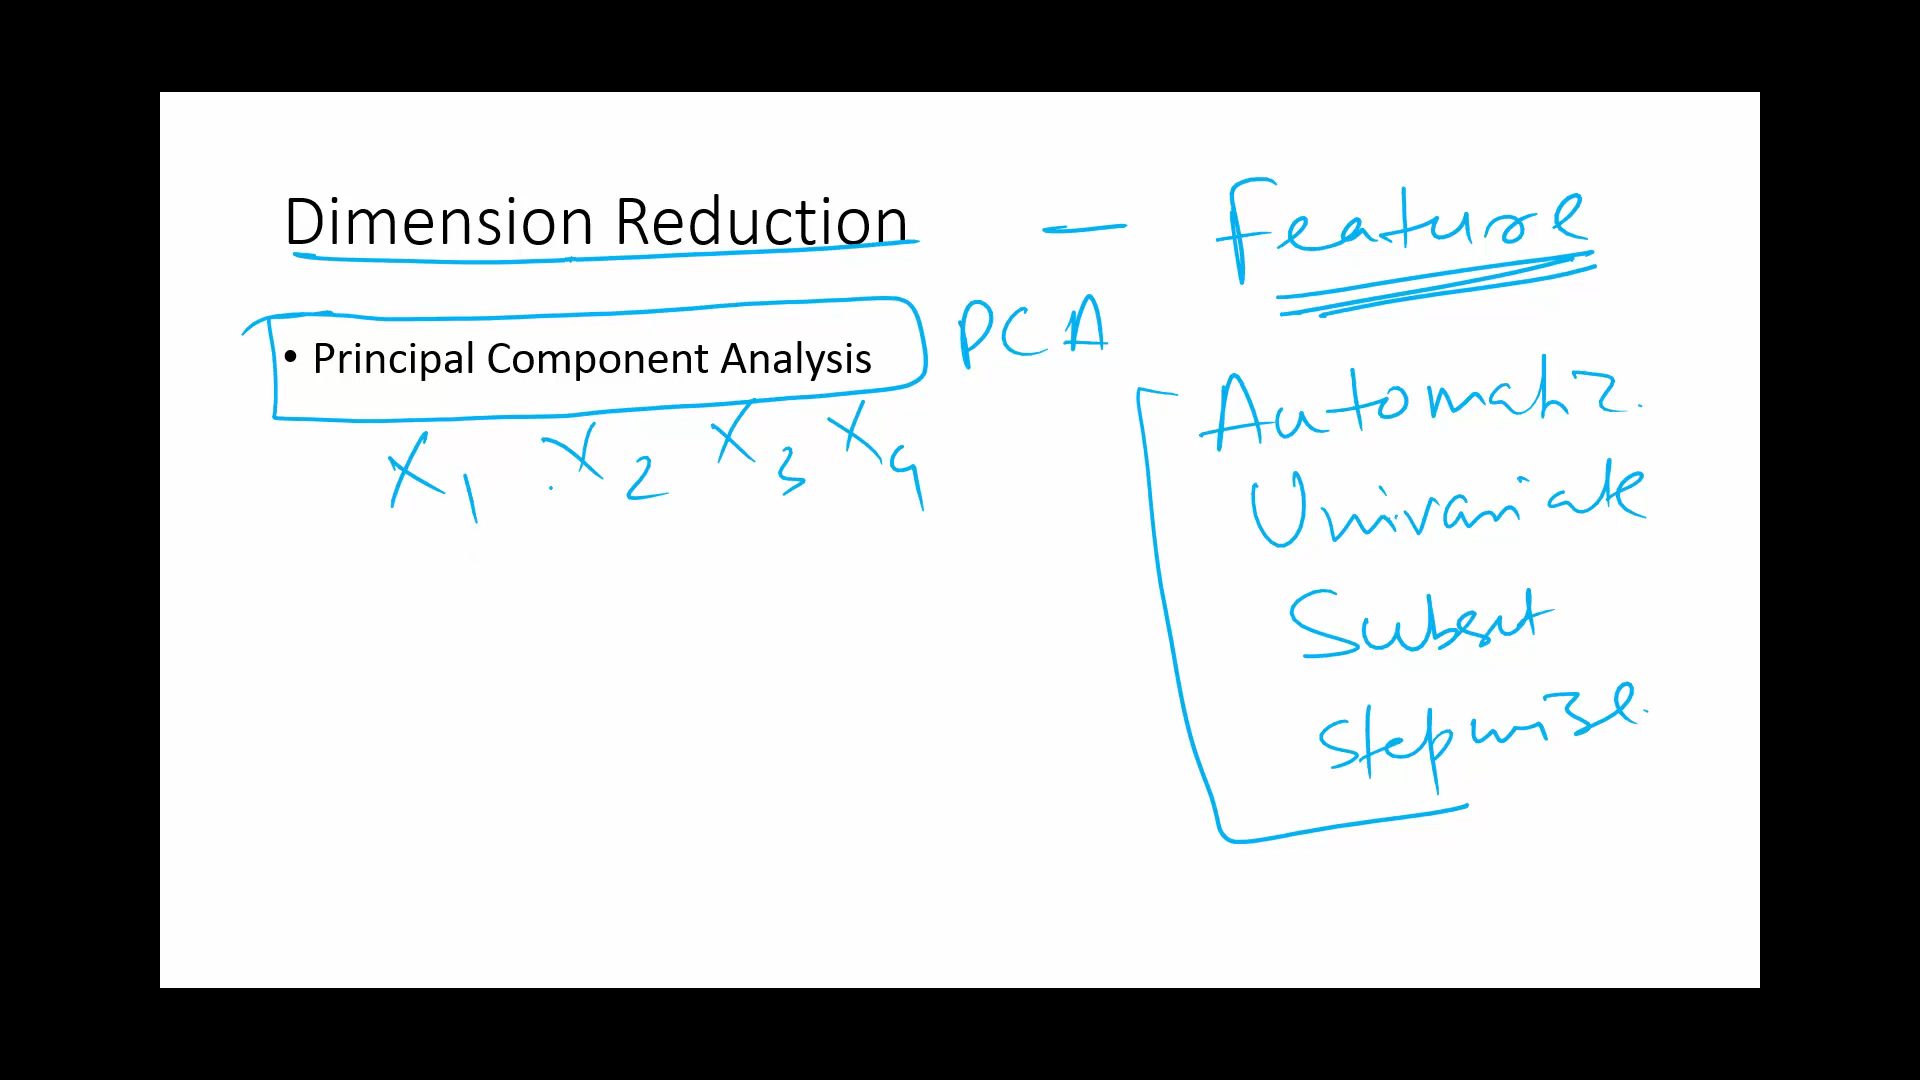 Dimension Reduction — Feature
• Principal Component Analysis PCA
X1 X2 X3 X4
Automatic
Univariate
Subset
Stepwise